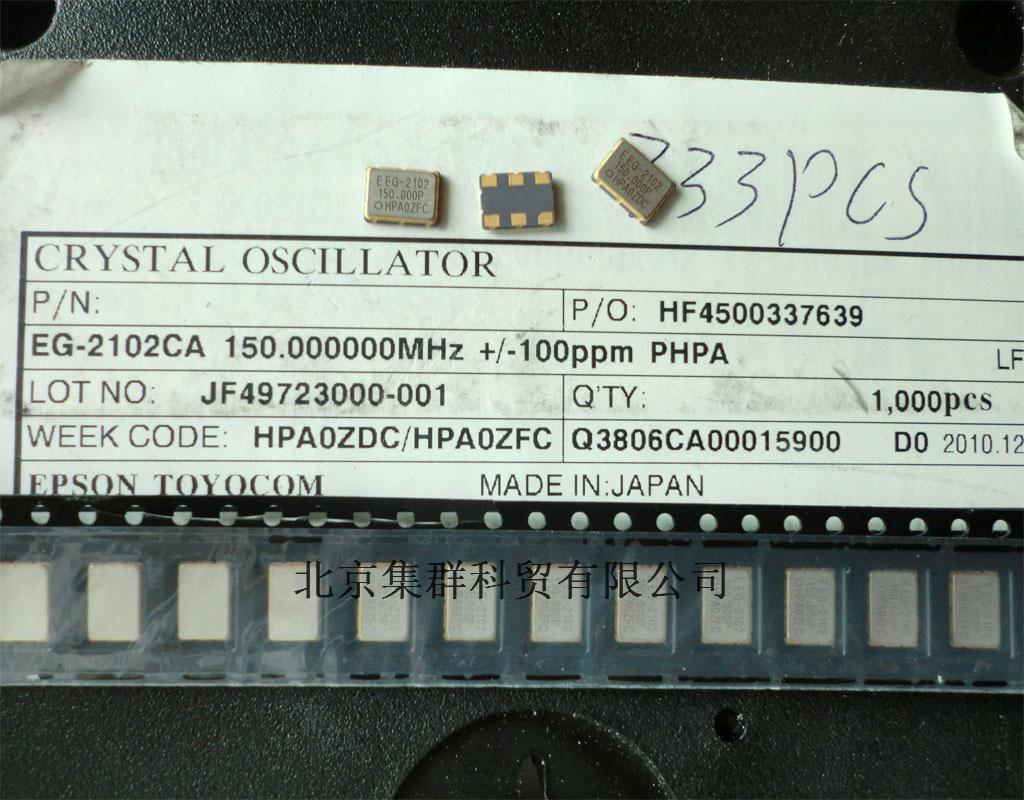 733PCS
EEG-2102
150.000P
HPA0ZFC
EEG-2102
150.000P
HPA0ZDC
CRYSTAL OSCILLATOR
P/N:
P/O: HF4500337639
EG-2102CA 150.000000MHz +/-100ppm PHPA LF
LOT NO: JF49723000-001
Q'TY: 1,000pcs
WEEK CODE: HPA0ZDC/HPA0ZFC
Q3806CA00015900 D0 2010.12
EPSON TOYOCOM MADE IN:JAPAN
北京集群科贸有限公司